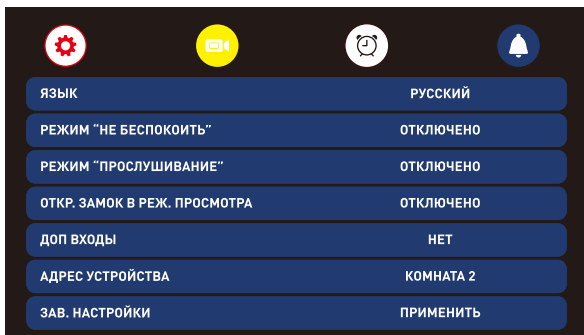 ЯЗЫК РУССКИЙ
РЕЖИМ “НЕ БЕСПОКОИТЬ” ОТКЛЮЧЕНО
РЕЖИМ “ПРОСЛУШИВАНИЕ” ОТКЛЮЧЕНО
ОТКР. ЗАМОК В РЕЖ. ПРОСМОТРА ОТКЛЮЧЕНО
ДОП ВХОДЫ НЕТ
АДРЕС УСТРОЙСТВА КОМНАТА 2
ЗАВ. НАСТРОЙКИ ПРИМЕНИТЬ